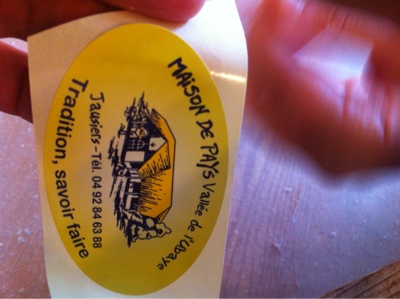 MAISON DE PAYS Vallée de l'Ubaye
Jausiers-Tél. 04 92 84 63 88
Tradition, savoir faire